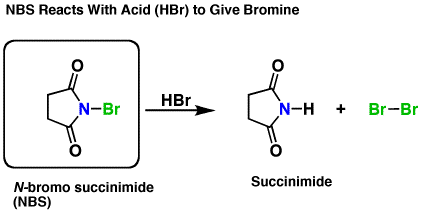 NBS Reacts With Acid (HBr) to Give Bromine
O
N–Br
O
HBr
O
N–H
O
+
Br–Br
N-bromo succinimide
(NBS)
Succinimide